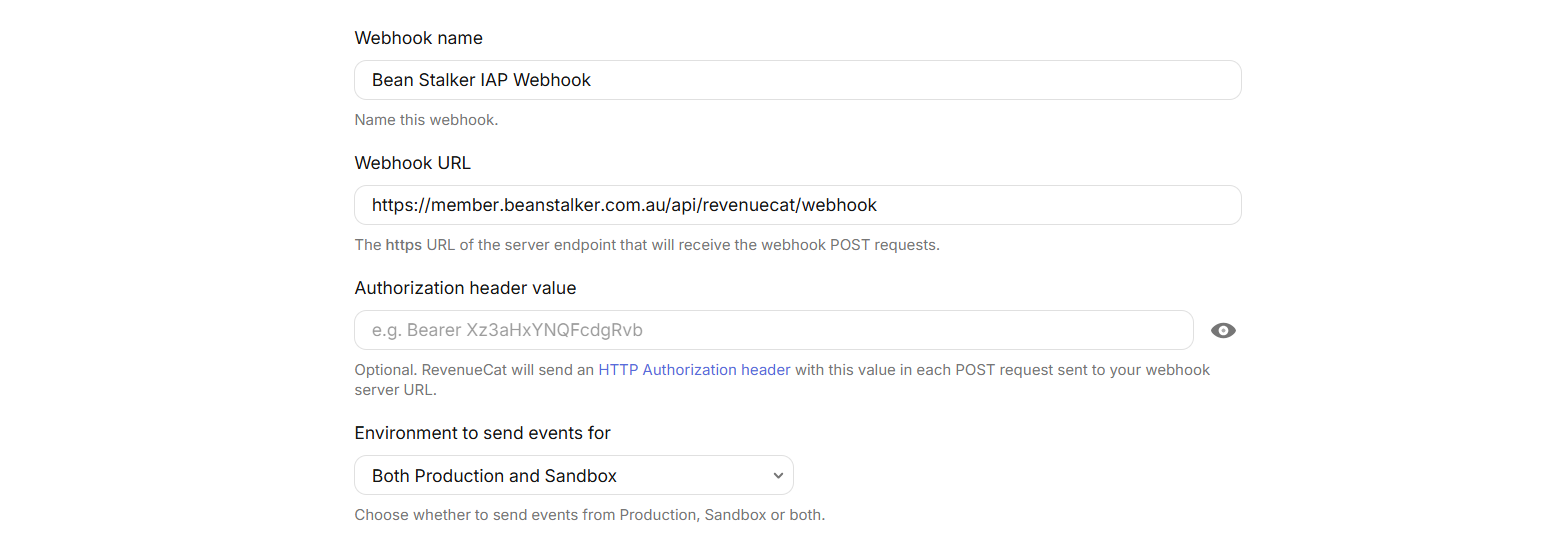 Webhook name
Bean Stalker IAP Webhook
Name this webhook.
Webhook URL
https://member.beanstalker.com.au/api/revenuecat/webhook
The https URL of the server endpoint that will receive the webhook POST requests.
Authorization header value
e.g. Bearer Xz3aHxYNQFcdgRvb
Optional. RevenueCat will send an HTTP Authorization header with this value in each POST request sent to your webhook
server URL.
Environment to send events for
Both Production and Sandbox
Choose whether to send events from Production, Sandbox or both.